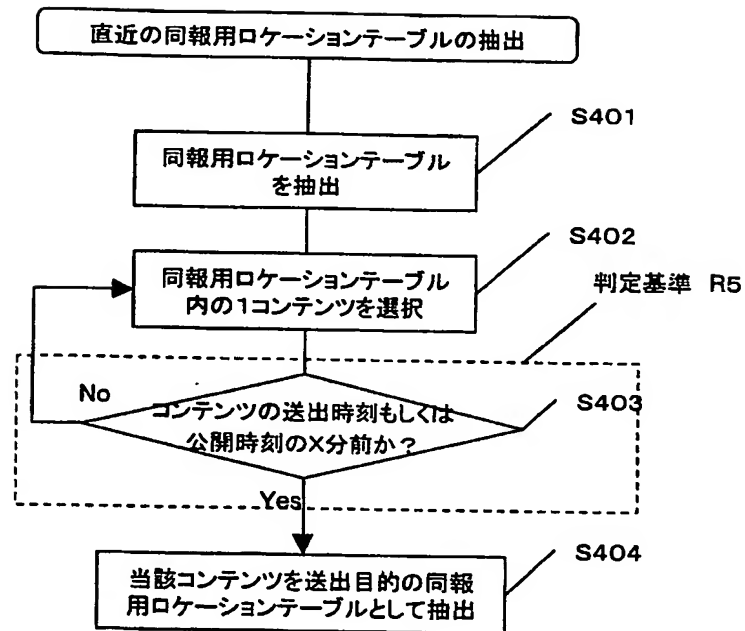 直近の同報用ロケーションテーブルの抽出
S401
同報用ロケーションテーブル
を抽出
S402
同報用ロケーションテーブル
内の1コンテンツを選択
判定基準 R5
No
コンテンツの送出時刻もしくは
公開時刻のX分前か?
S403
Yes
S404
当該コンテンツを送出目的の同報
用ロケーションテーブルとして抽出